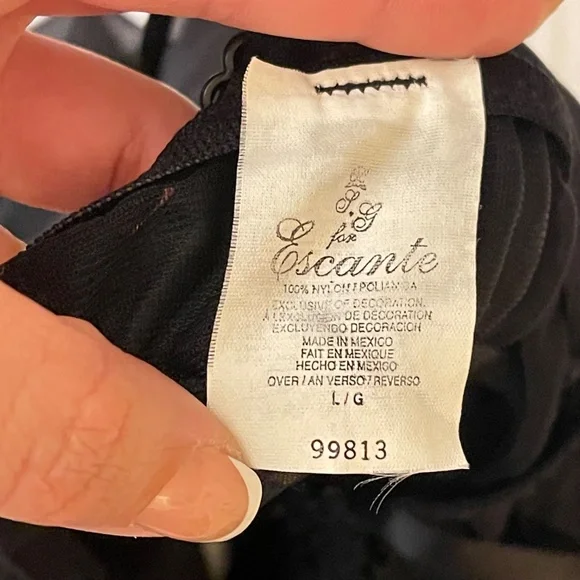 S.G
for
Escante
100% NYLON / POLIAMIDA
EXCLUSIVE OF DECORATION.
A L'EXCLUSION DE DÉCORATION
EXCLUYENDO DECORACION
MADE IN MEXICO
FAIT EN MEXIQUE
HECHO EN MEXICO
OVER / AN VERSO / REVERSO
L / G
99813